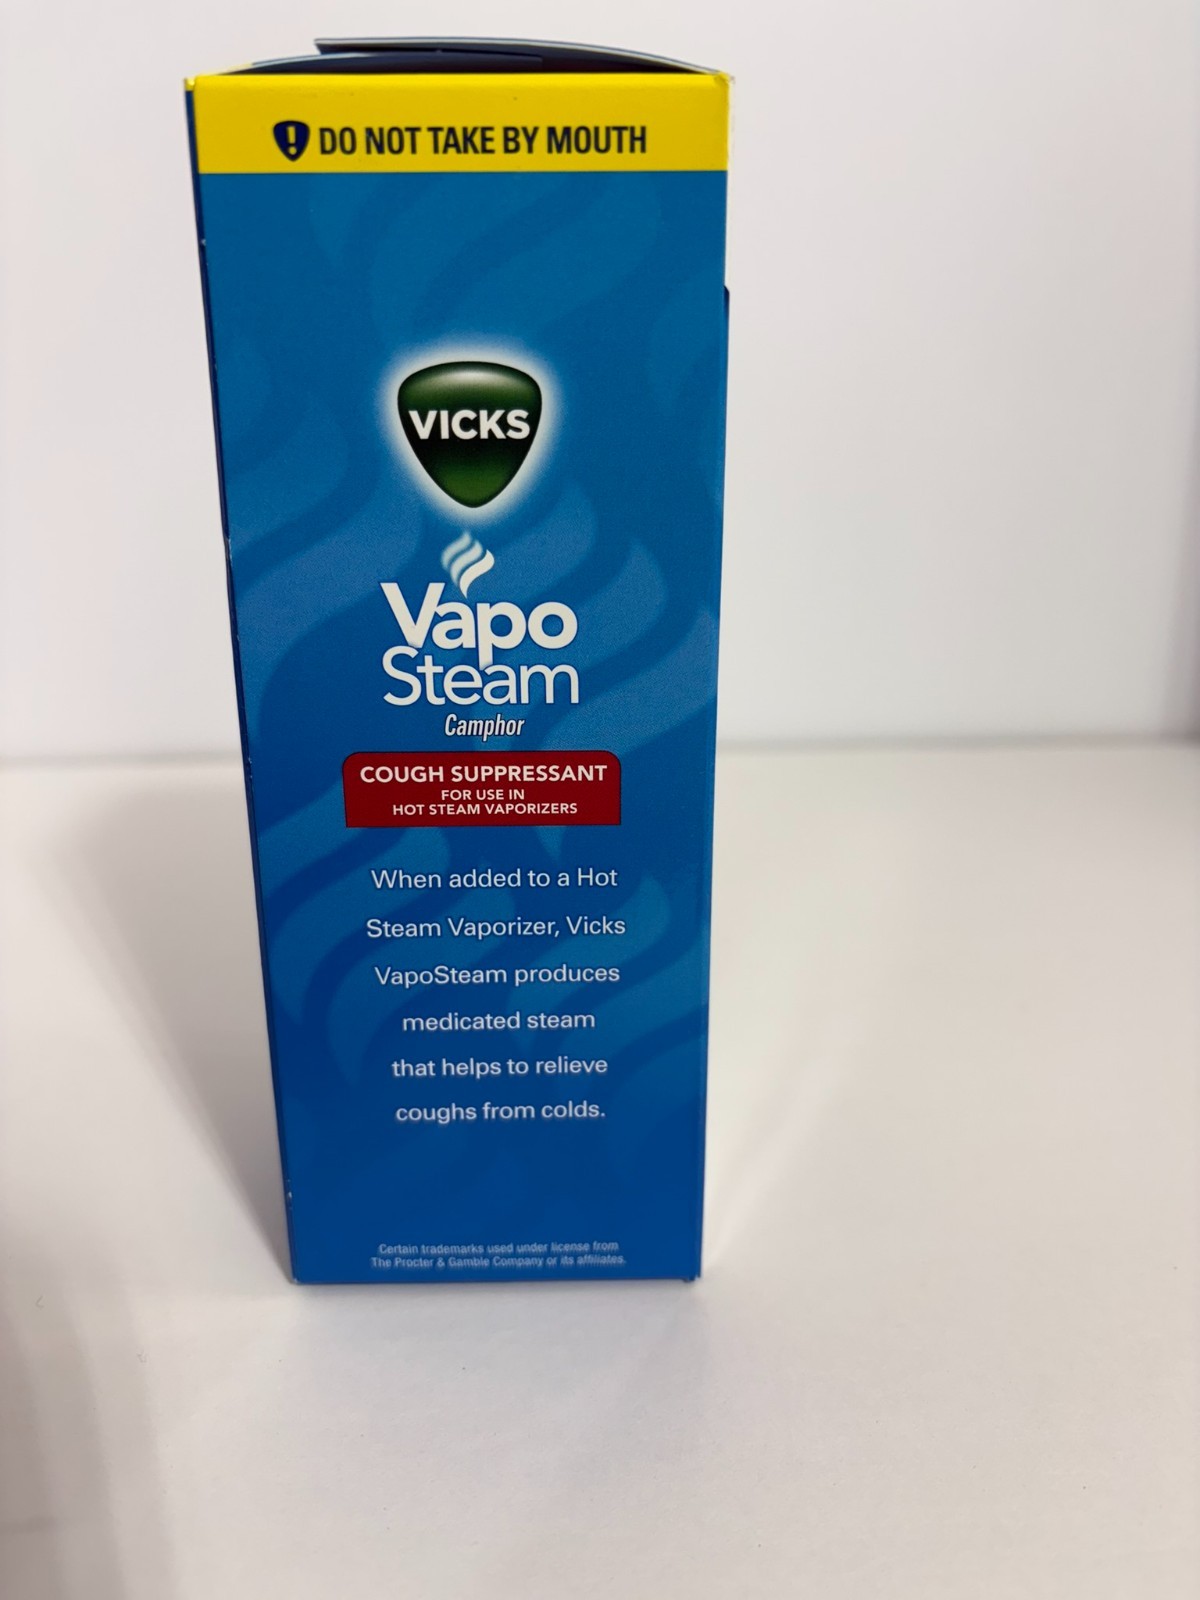 ! DO NOT TAKE BY MOUTH
VICKS
Vapo
Steam
Camphor
COUGH SUPPRESSANT
FOR USE IN
HOT STEAM VAPORIZERS
When added to a Hot
Steam Vaporizer, Vicks
VapoSteam produces
medicated steam
that helps to relieve
coughs from colds.
Certain trademarks used under license from
The Procter & Gamble Company or its affiliates.